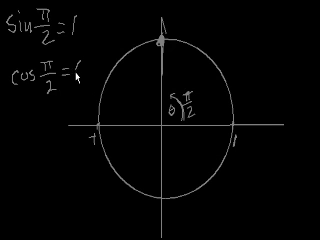 sin π/2 = 1
cos π/2 =
θ π/2
-1
1